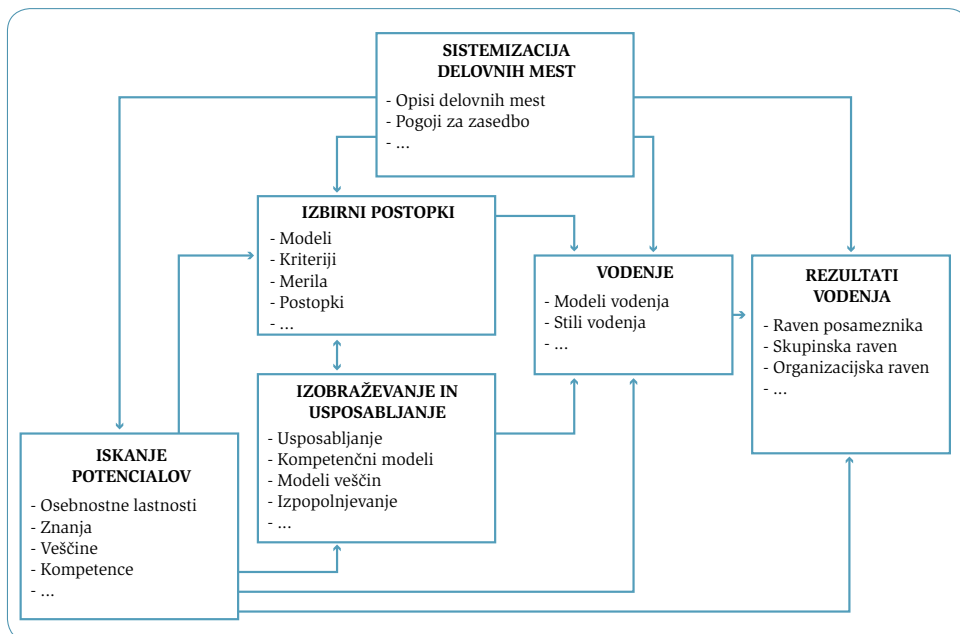 SISTEMIZACIJA
DELOVNIH MEST
- Opisi delovnih mest
- Pogoji za zasedbo
- ...
IZBIRNI POSTOPKI
- Modeli
- Kriteriji
- Merila
- Postopki
- ...
VODENJE
- Modeli vodenja
- Stili vodenja
- ...
REZULTATI
VODENJA
- Raven posameznika
- Skupinska raven
- Organizacijska raven
- ...
IZOBRAŽEVANJE IN
USPOSABLJANJE
- Usposabljanje
- Kompetenčni modeli
- Modeli veščin
- Izpopolnjevanje
- ...
ISKANJE
POTENCIALOV
- Osebnostne lastnosti
- Znanja
- Veščine
- Kompetence
- ...